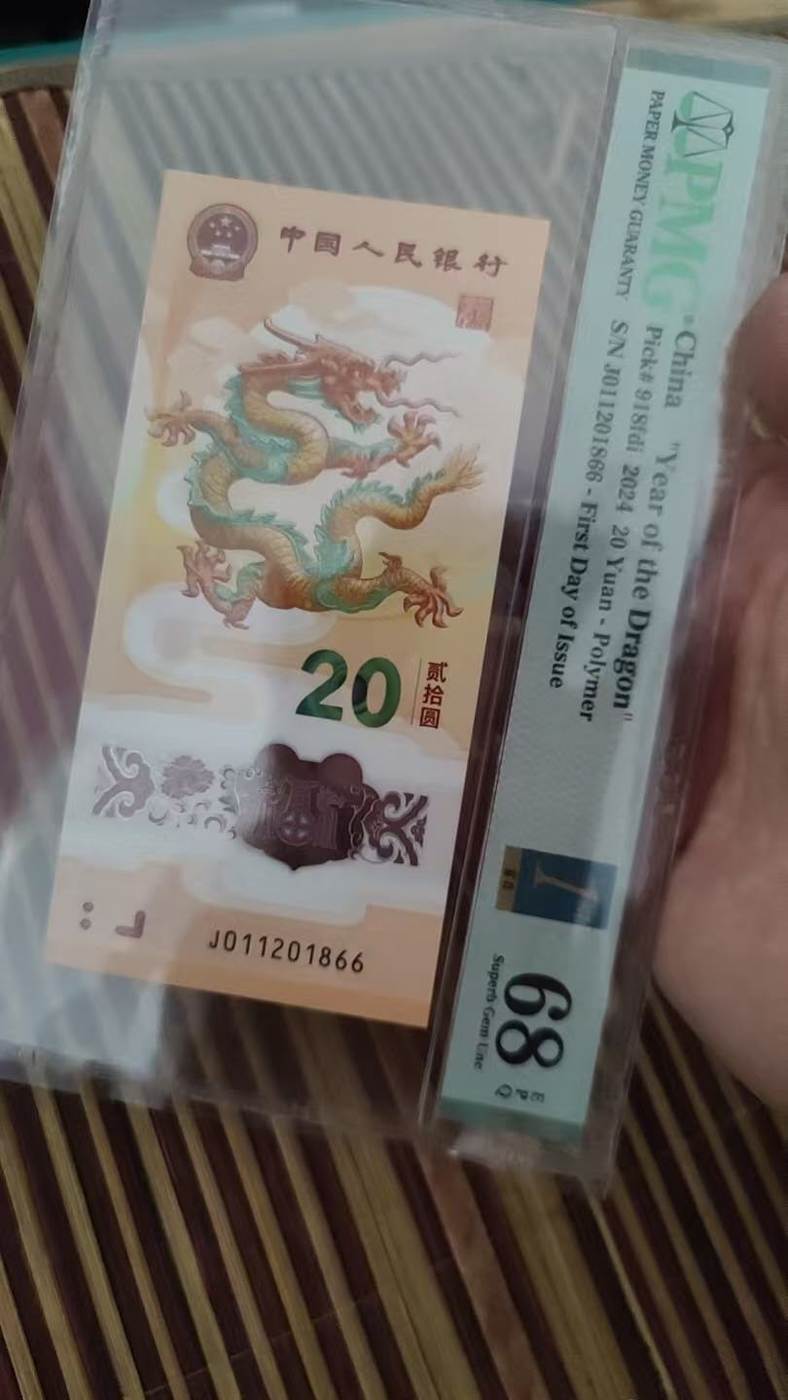 中国人民银行
20
贰拾圆
J011201866
PMG
PAPER MONEY GUARANTY
China "Year of the Dragon"
Pick# 918fdi 2024 20 Yuan - Polymer
S/N J011201866 - First Day of Issue
68
EPQ
Superb Gem Unc